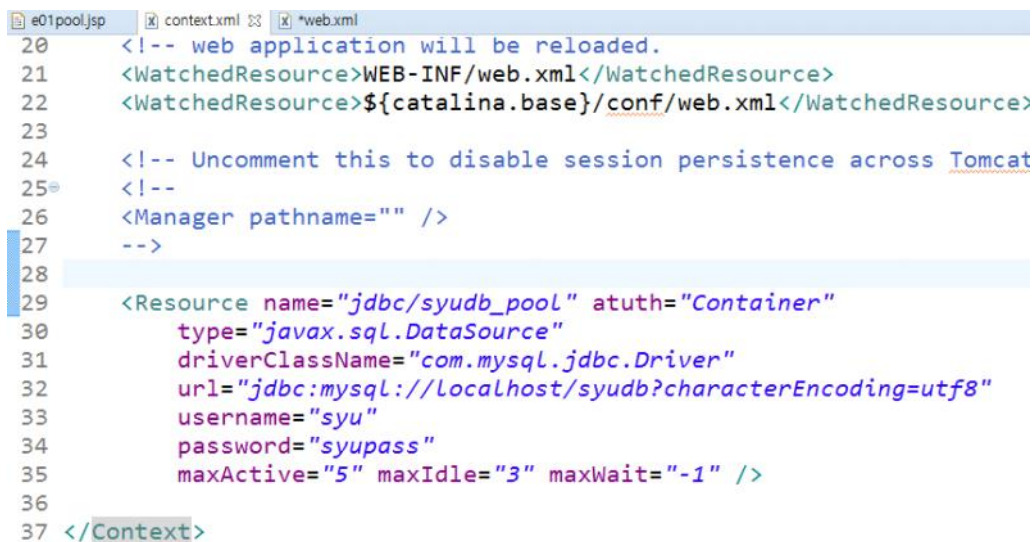 e01pool.jsp context.xml *web.xml
20 <!-- web application will be reloaded.
21 <WatchedResource>WEB-INF/web.xml</WatchedResource>
22 <WatchedResource>${catalina.base}/conf/web.xml</WatchedResource>
23
24 <!-- Uncomment this to disable session persistence across Tomcat
25 <!--
26 <Manager pathname="" />
27 -->
28
29 <Resource name="jdbc/syudb_pool" atuth="Container"
30 type="javax.sql.DataSource"
31 driverClassName="com.mysql.jdbc.Driver"
32 url="jdbc:mysql://localhost/syudb?characterEncoding=utf8"
33 username="syu"
34 password="syupass"
35 maxActive="5" maxIdle="3" maxWait="-1" />
36
37 </Context>